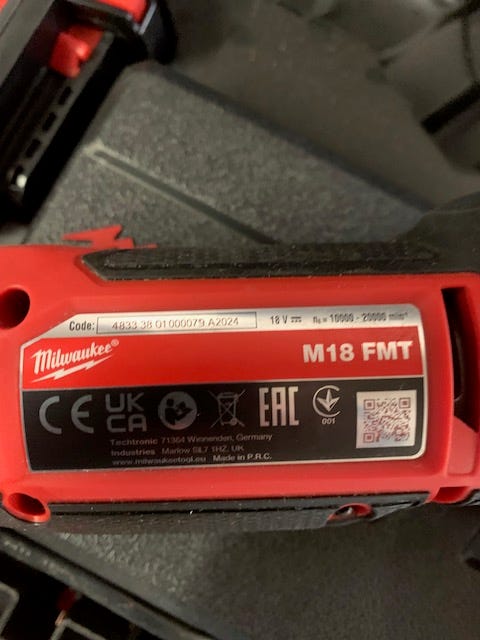 Code: 4833 38 01000079 A2024 18 V n₀ = 10000 - 20000 min⁻¹
Milwaukee®
M18 FMT
CE UK CA EAC 001
Techtronic Industries
71364 Winnenden, Germany
Marlow SL7 1HZ, UK
www.milwaukeetool.eu Made in P.R.C.